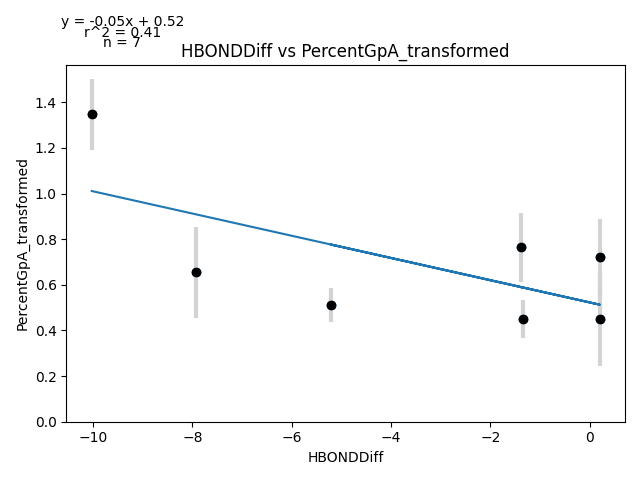 y = -0.05x + 0.52
r^2 = 0.41
n = 7
HBONDDiff vs PercentGpA_transformed
PercentGpA_transformed
1.4
1.2
1.0
0.8
0.6
0.4
0.2
0.0
−10
−8
−6
−4
−2
0
HBONDDiff